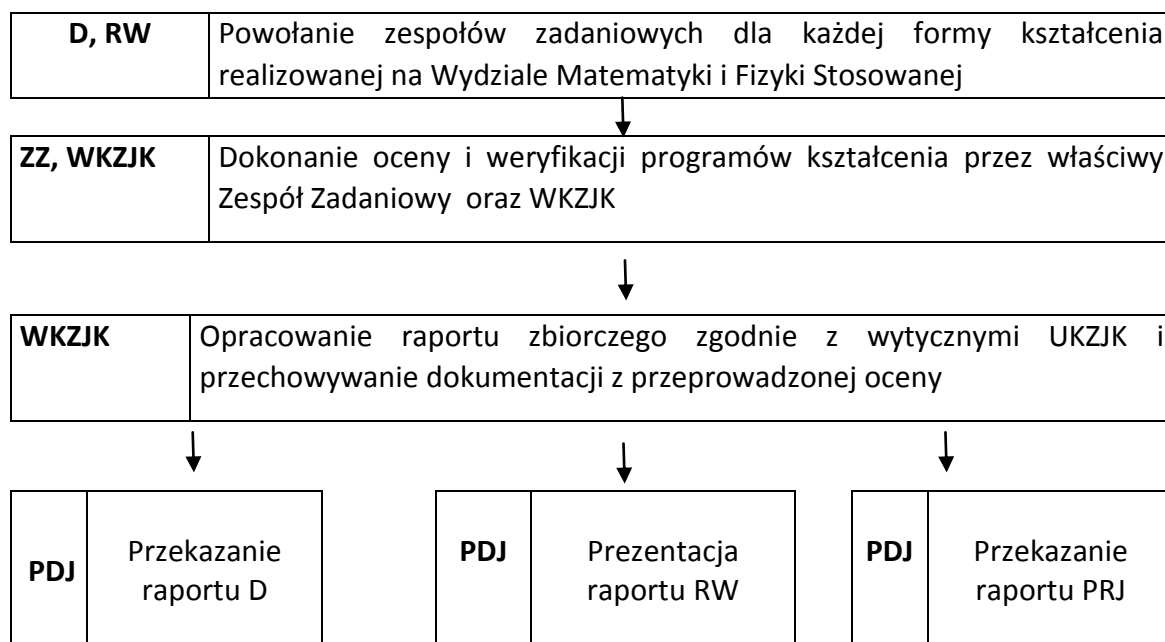 D, RW Powołanie zespołów zadaniowych dla każdej formy kształcenia
realizowanej na Wydziale Matematyki i Fizyki Stosowanej
ZZ, WKZJK Dokonanie oceny i weryfikacji programów kształcenia przez właściwy
Zespół Zadaniowy oraz WKZJK
WKZJK Opracowanie raportu zbiorczego zgodnie z wytycznymi UKZJK i
przechowywanie dokumentacji z przeprowadzonej oceny
PDJ
Przekazanie
raportu D
PDJ
Prezentacja
raportu RW
PDJ
Przekazanie
raportu PRJ